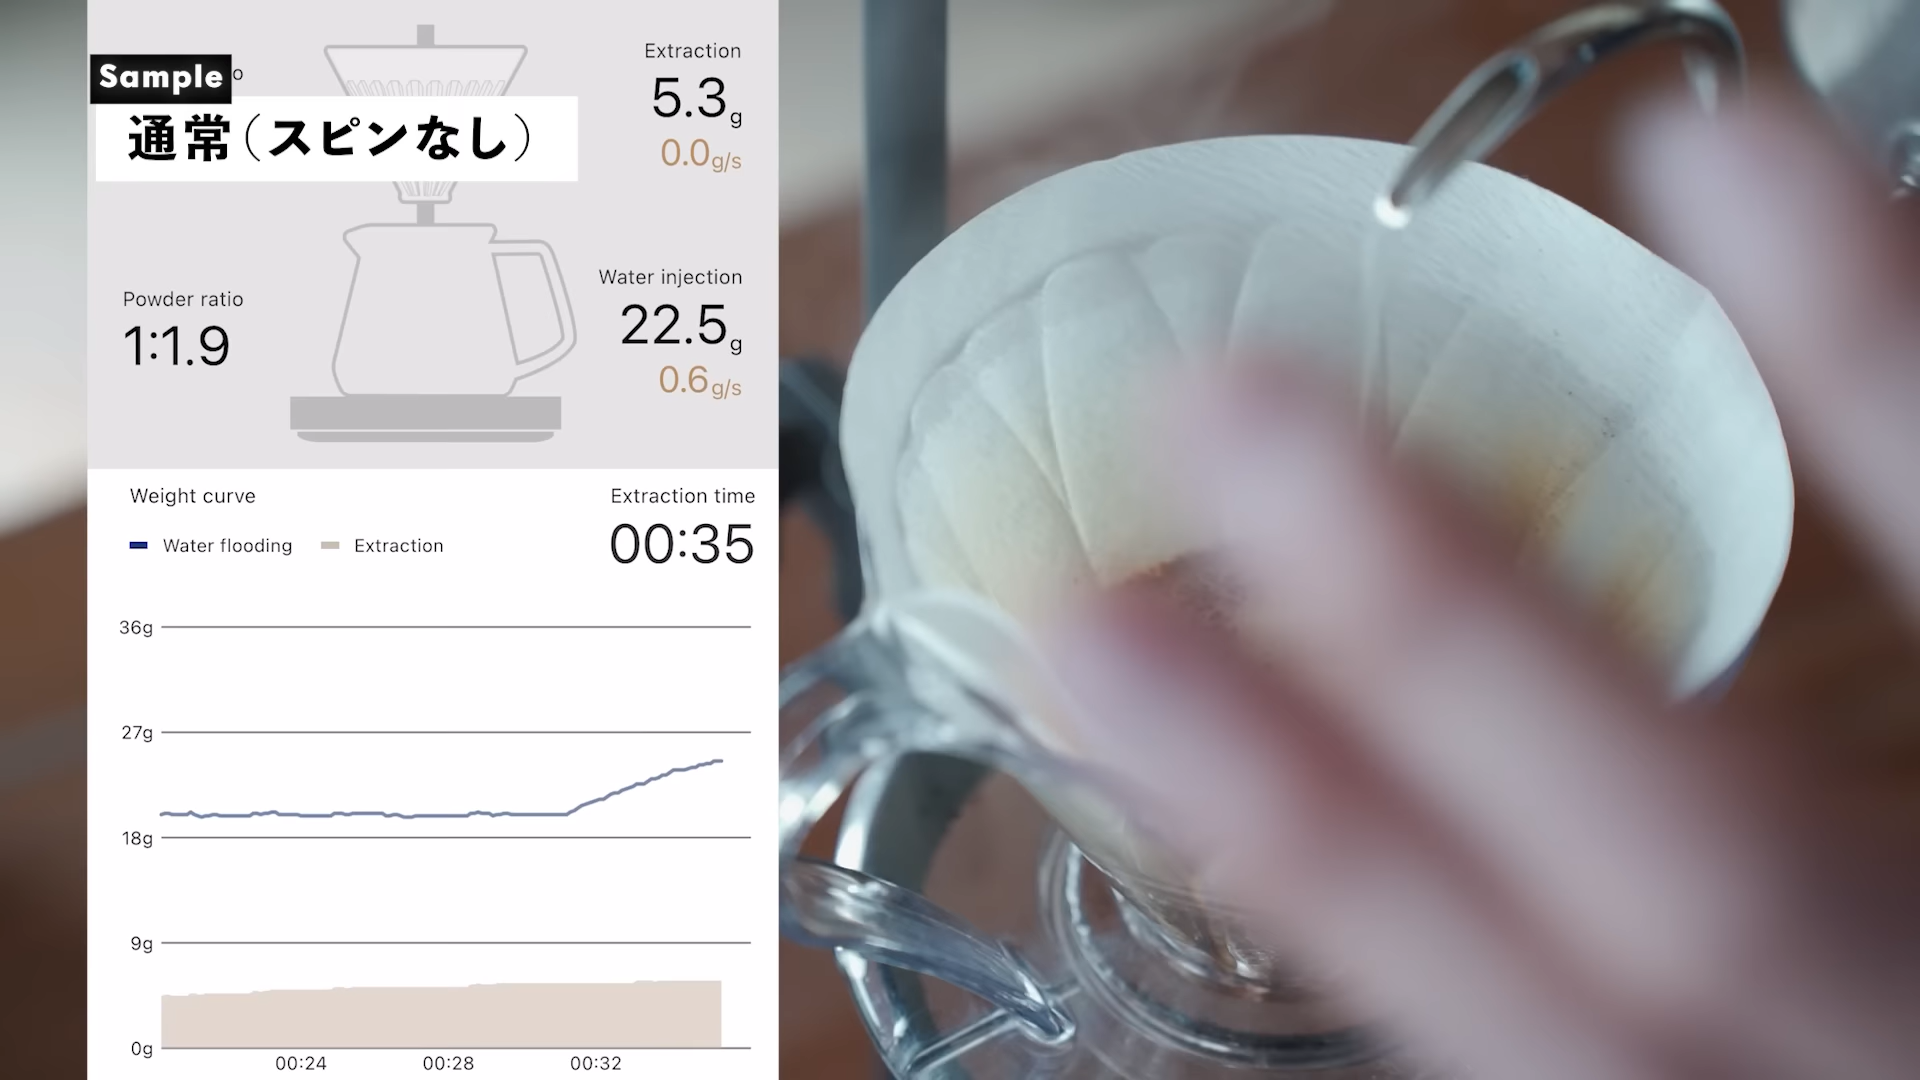 Sample
通常(スピンなし)
Extraction
5.3g
0.0g/s
Powder ratio
1:1.9
Water injection
22.5g
0.6g/s
Weight curve
Extraction time
Water flooding
Extraction
00:35
36g
27g
18g
9g
0g
00:24
00:28
00:32